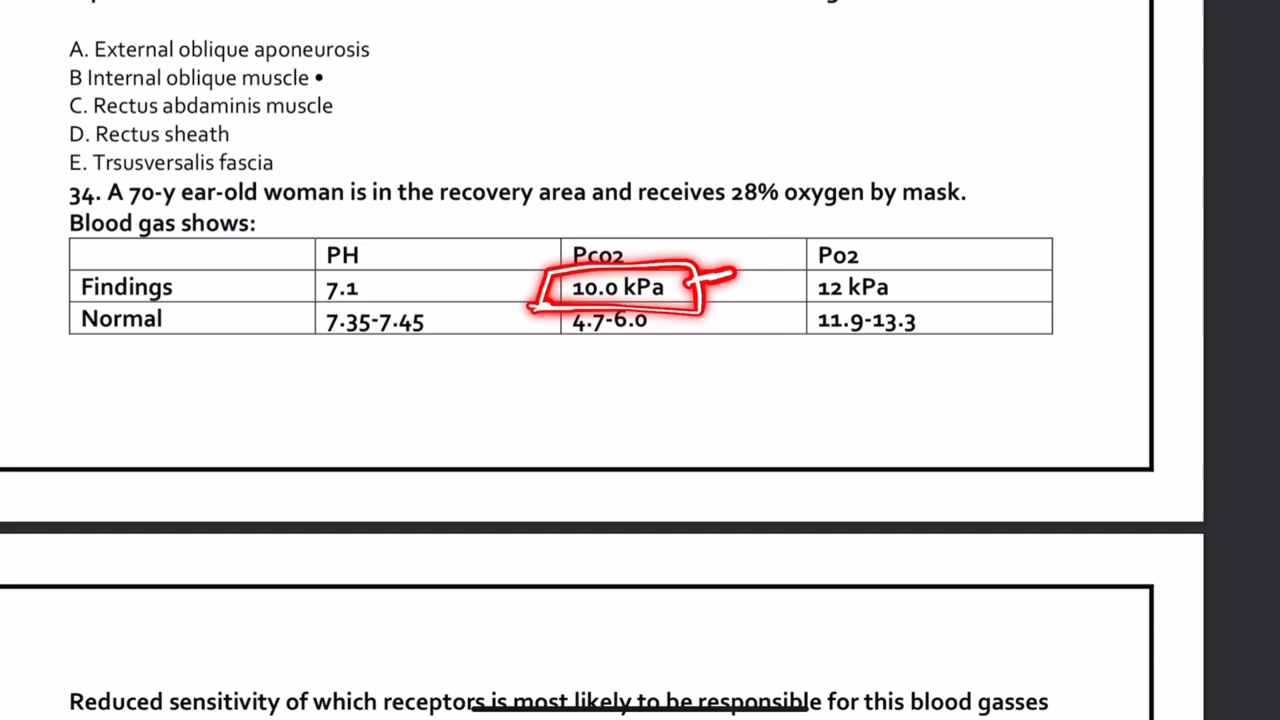 A. External oblique aponeurosis
B Internal oblique muscle •
C. Rectus abdaminis muscle
D. Rectus sheath
E. Trsusversalis fascia
34. A 70-y ear-old woman is in the recovery area and receives 28% oxygen by mask.
Blood gas shows:
PH Pco2 Po2
Findings 7.1 10.0 kPa 12 kPa
Normal 7.35-7.45 4.7-6.0 11.9-13.3
Reduced sensitivity of which receptors is most likely to be responsible for this blood gasses